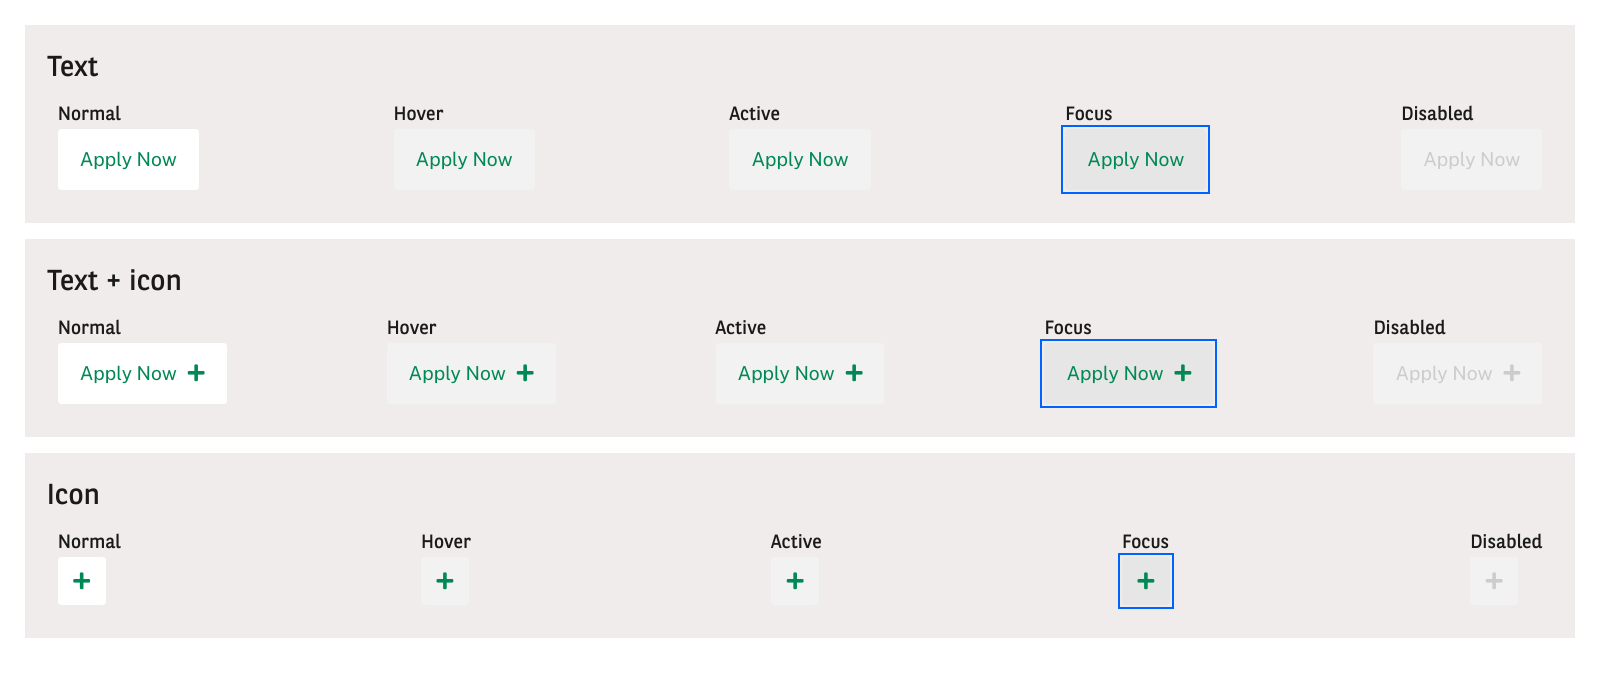 Text
Normal Hover Active Focus Disabled
Apply Now Apply Now Apply Now Apply Now Apply Now
Text + icon
Normal Hover Active Focus Disabled
Apply Now + Apply Now + Apply Now + Apply Now + Apply Now +
Icon
Normal Hover Active Focus Disabled
+ + + + +